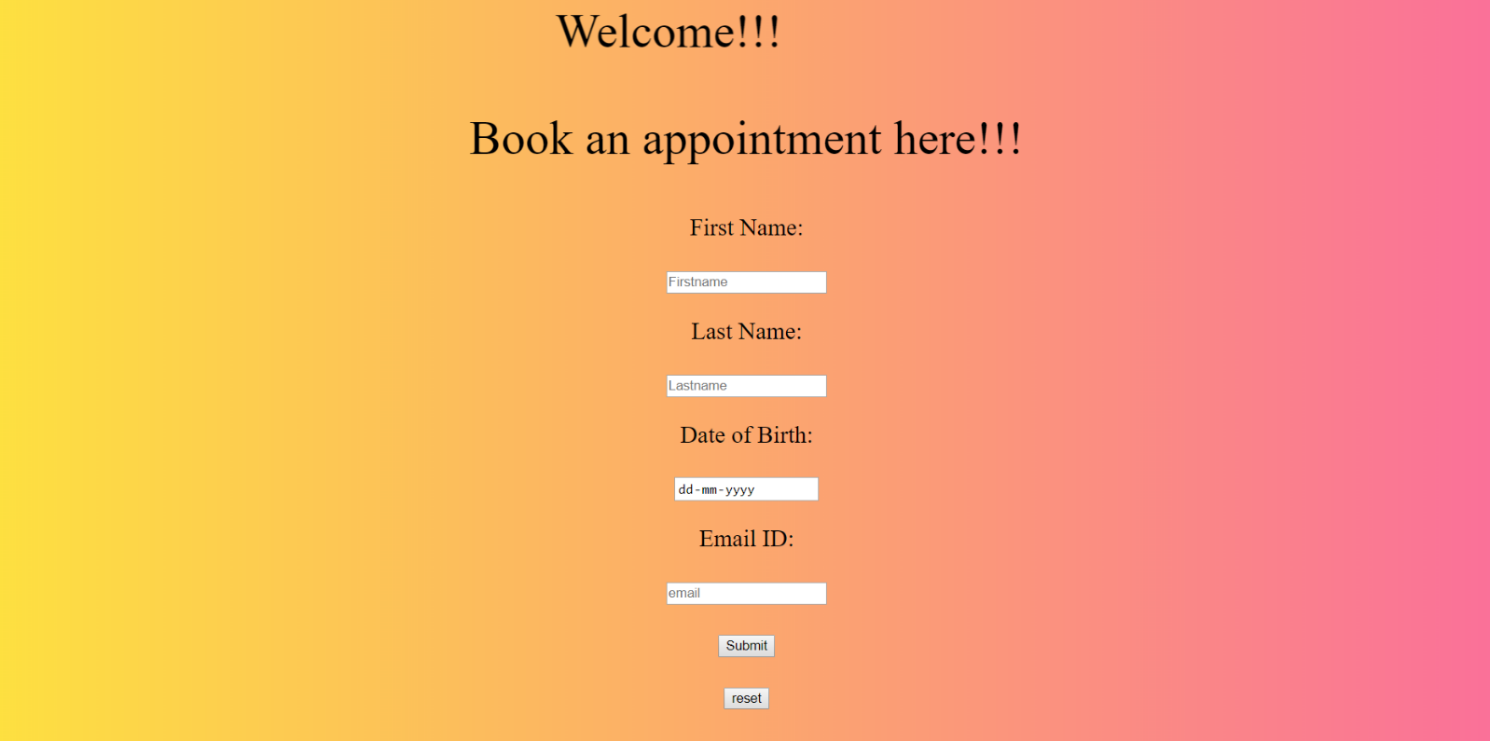 Welcome!!!
Book an appointment here!!!
First Name:
Firstname
Last Name:
Lastname
Date of Birth:
dd-mm-yyyy
Email ID:
email
Submit
reset